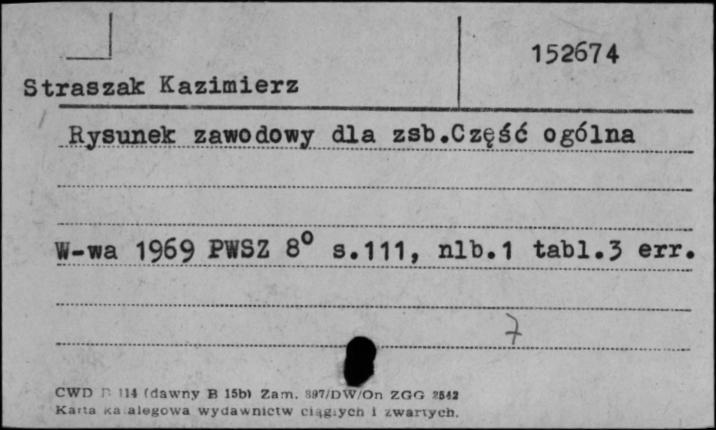 152674
Straszak Kazimierz
Rysunek zawodowy dla zsb.Część ogólna
W-wa 1969 PWSZ 8° s.111, nlb.1 tabl.3 err.
7
CWD B 114 (dawny B 15b) Zam. 897/DW/On ZGG 2542
Karta katalegowa wydawnictw ciągłych i zwartych.